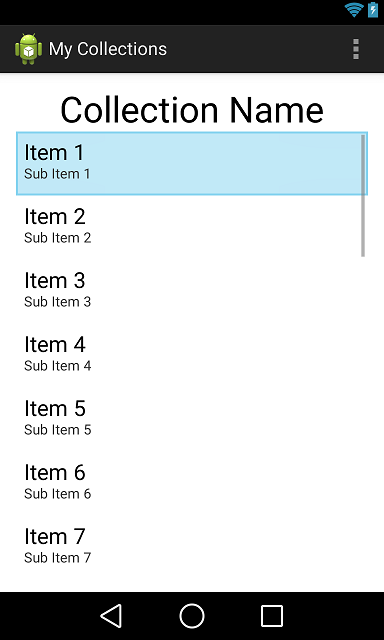 My Collections
Collection Name
Item 1
Sub Item 1
Item 2
Sub Item 2
Item 3
Sub Item 3
Item 4
Sub Item 4
Item 5
Sub Item 5
Item 6
Sub Item 6
Item 7
Sub Item 7